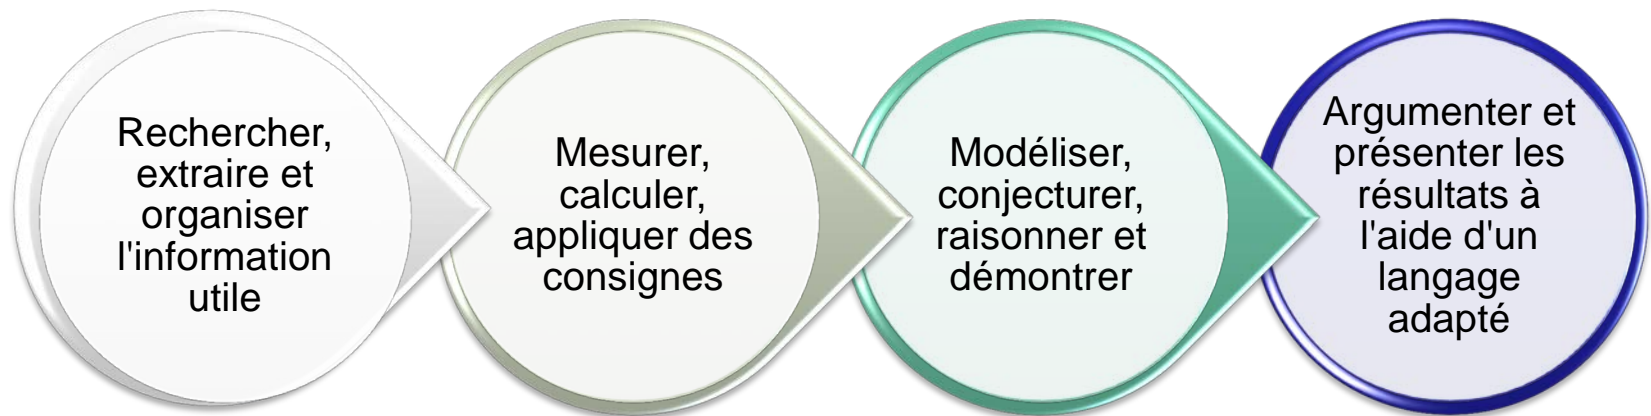 Rechercher,
extraire et
organiser
l'information
utile
Mesurer,
calculer,
appliquer des
consignes
Modéliser,
conjecturer,
raisonner et
démontrer
Argumenter et
présenter les
résultats à
l'aide d'un
langage
adapté